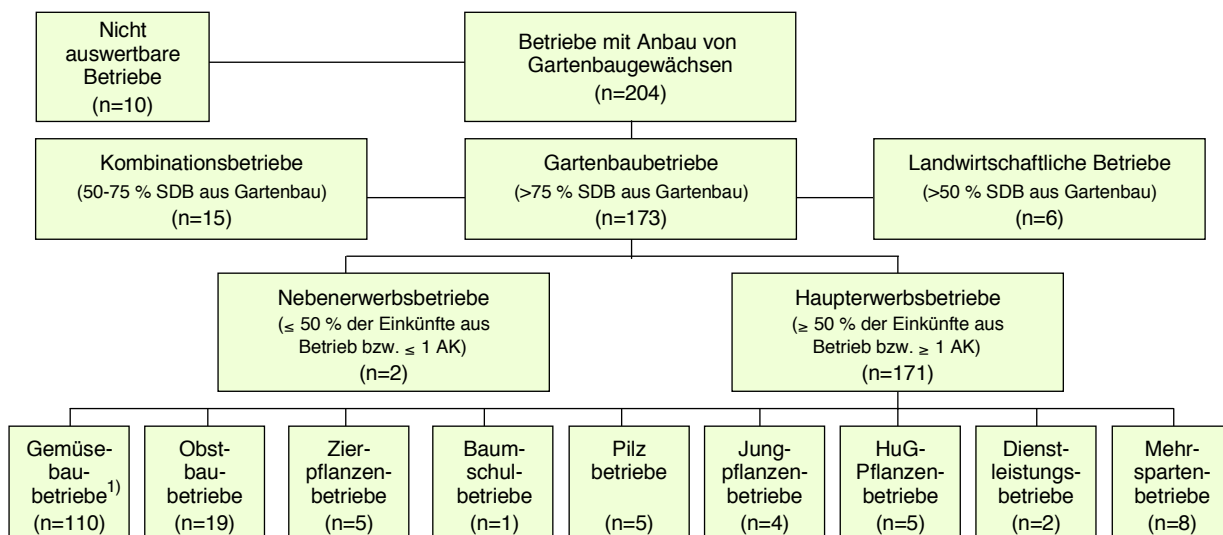 Nicht
auswertbare
Betriebe
(n=10)
Betriebe mit Anbau von
Gartenbaugewächsen
(n=204)
Kombinationsbetriebe
(50-75 % SDB aus Gartenbau)
(n=15)
Gartenbaubetriebe
(>75 % SDB aus Gartenbau)
(n=173)
Landwirtschaftliche Betriebe
(>50 % SDB aus Gartenbau)
(n=6)
Nebenerwerbsbetriebe
(≤ 50 % der Einkünfte aus
Betrieb bzw. ≤ 1 AK)
(n=2)
Haupterwerbsbetriebe
(≥ 50 % der Einkünfte aus
Betrieb bzw. ≥ 1 AK)
(n=171)
Gemüse-
bau-
betriebe1)
(n=110)
Obst-
bau-
betriebe
(n=19)
Zier-
pflanzen-
betriebe
(n=5)
Baum-
schul-
betriebe
(n=1)
Pilz
betriebe
(n=5)
Jung-
pflanzen-
betriebe
(n=4)
HuG-
Pflanzen-
betriebe
(n=5)
Dienst-
leistungs-
betriebe
(n=2)
Mehr-
sparten-
betriebe
(n=8)